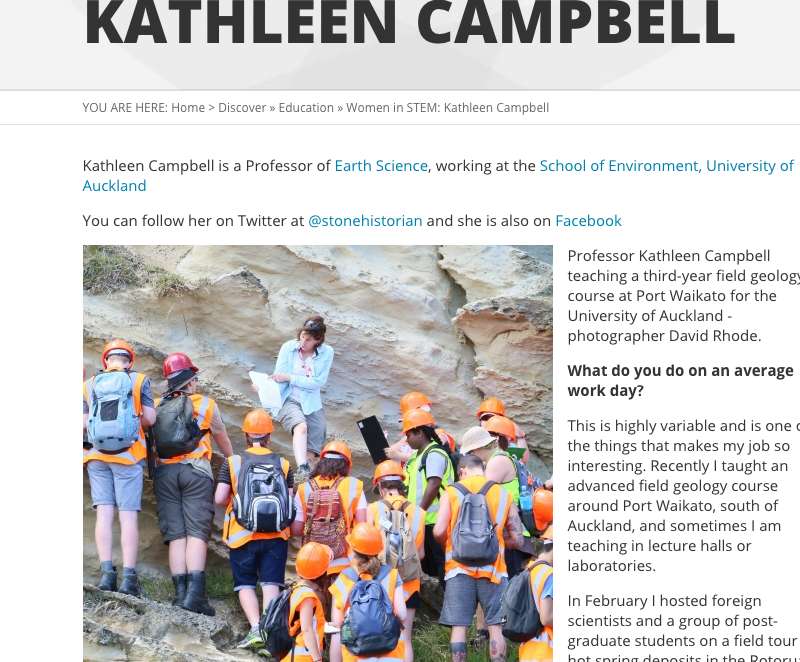 KATHLEEN CAMPBELL
YOU ARE HERE: Home > Discover » Education » Women in STEM: Kathleen Campbell
Kathleen Campbell is a Professor of Earth Science, working at the School of Environment, University of
Auckland
You can follow her on Twitter at @stonehistorian and she is also on Facebook
Professor Kathleen Campbell
teaching a third-year field geology
course at Port Waikato for the
University of Auckland -
photographer David Rhode.
What do you do on an average
work day?
This is highly variable and is one o
the things that makes my job so
interesting. Recently I taught an
advanced field geology course
around Port Waikato, south of
Auckland, and sometimes I am
teaching in lecture halls or
laboratories.
In February I hosted foreign
scientists and a group of post-
graduate students on a field tour
hot spring deposits in the Rotoru